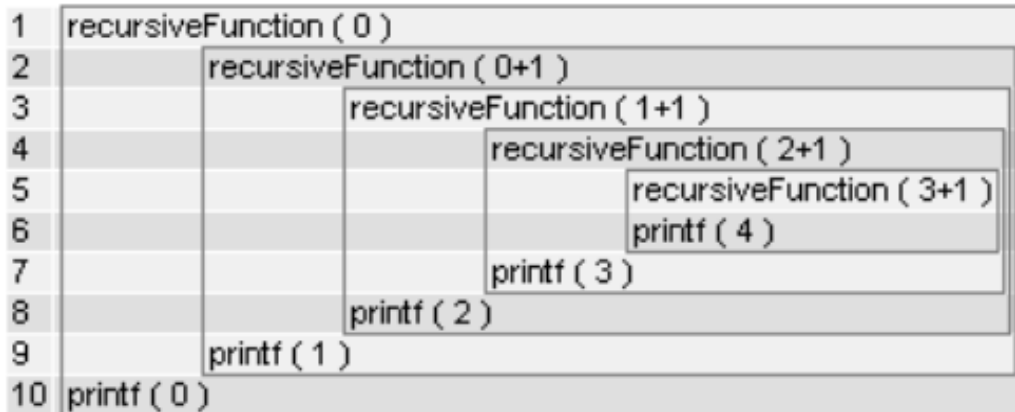 1 recursiveFunction ( 0 )
2 recursiveFunction ( 0+1 )
3 recursiveFunction ( 1+1 )
4 recursiveFunction ( 2+1 )
5 recursiveFunction ( 3+1 )
6 printf ( 4 )
7 printf ( 3 )
8 printf ( 2 )
9 printf ( 1 )
10 printf ( 0 )